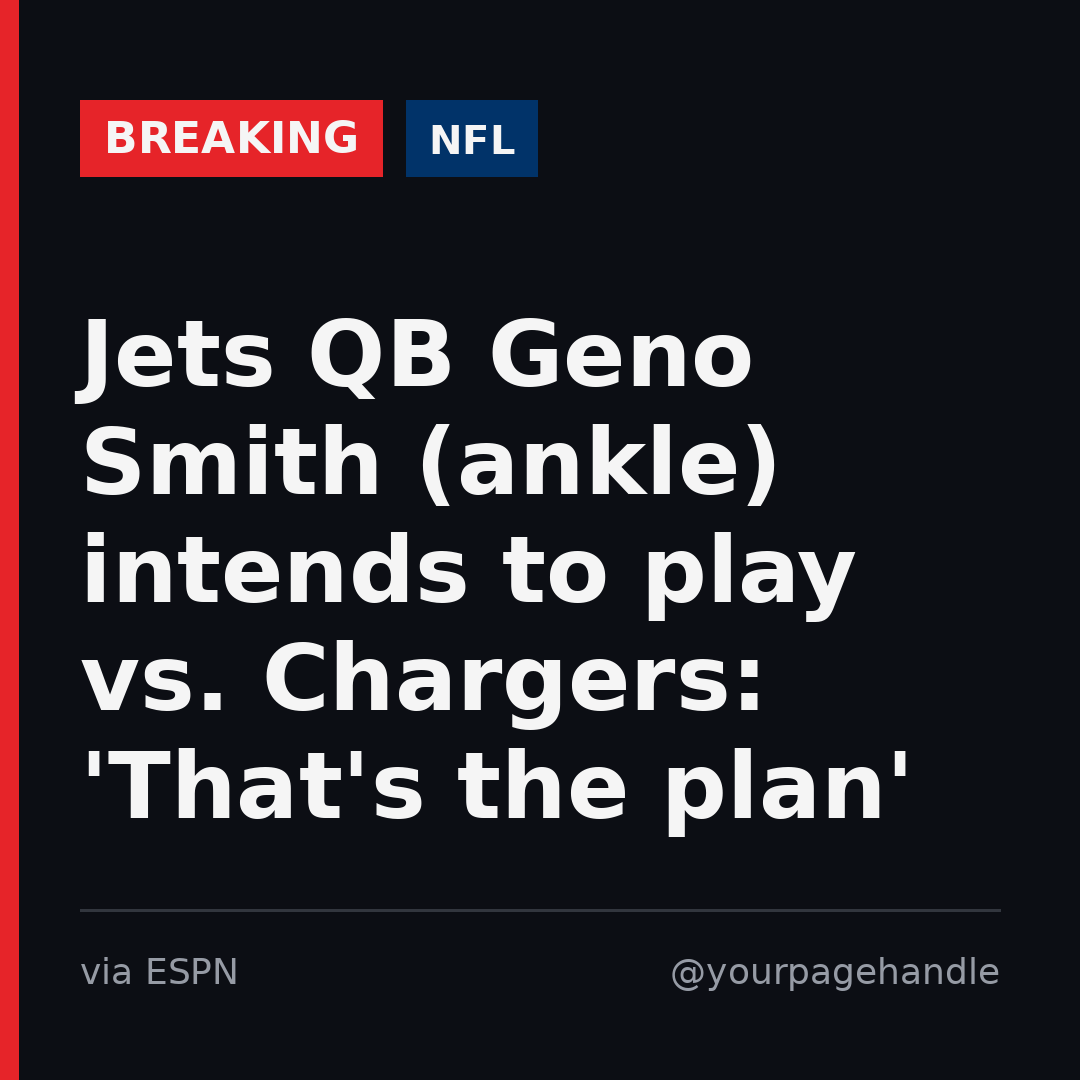 BREAKING NFL
Jets QB Geno
Smith (ankle)
intends to play
vs. Chargers:
'That's the plan'
via ESPN @yourpagehandle